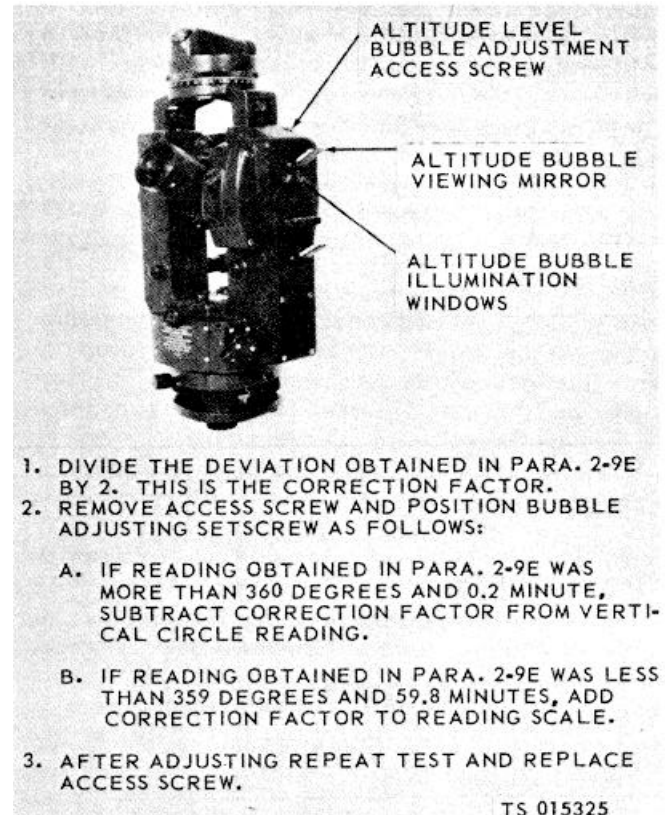 ALTITUDE LEVEL
BUBBLE ADJUSTMENT
ACCESS SCREW
ALTITUDE BUBBLE
VIEWING MIRROR
ALTITUDE BUBBLE
ILLUMINATION
WINDOWS
1. DIVIDE THE DEVIATION OBTAINED IN PARA. 2-9E
BY 2. THIS IS THE CORRECTION FACTOR.
2. REMOVE ACCESS SCREW AND POSITION BUBBLE
ADJUSTING SETSCREW AS FOLLOWS:
A. IF READING OBTAINED IN PARA. 2-9E WAS
MORE THAN 360 DEGREES AND 0.2 MINUTE,
SUBTRACT CORRECTION FACTOR FROM VERTI-
CAL CIRCLE READING.
B. IF READING OBTAINED IN PARA. 2-9E WAS LESS
THAN 359 DEGREES AND 59.8 MINUTES, ADD
CORRECTION FACTOR TO READING SCALE.
3. AFTER ADJUSTING REPEAT TEST AND REPLACE
ACCESS SCREW.
TS 015325